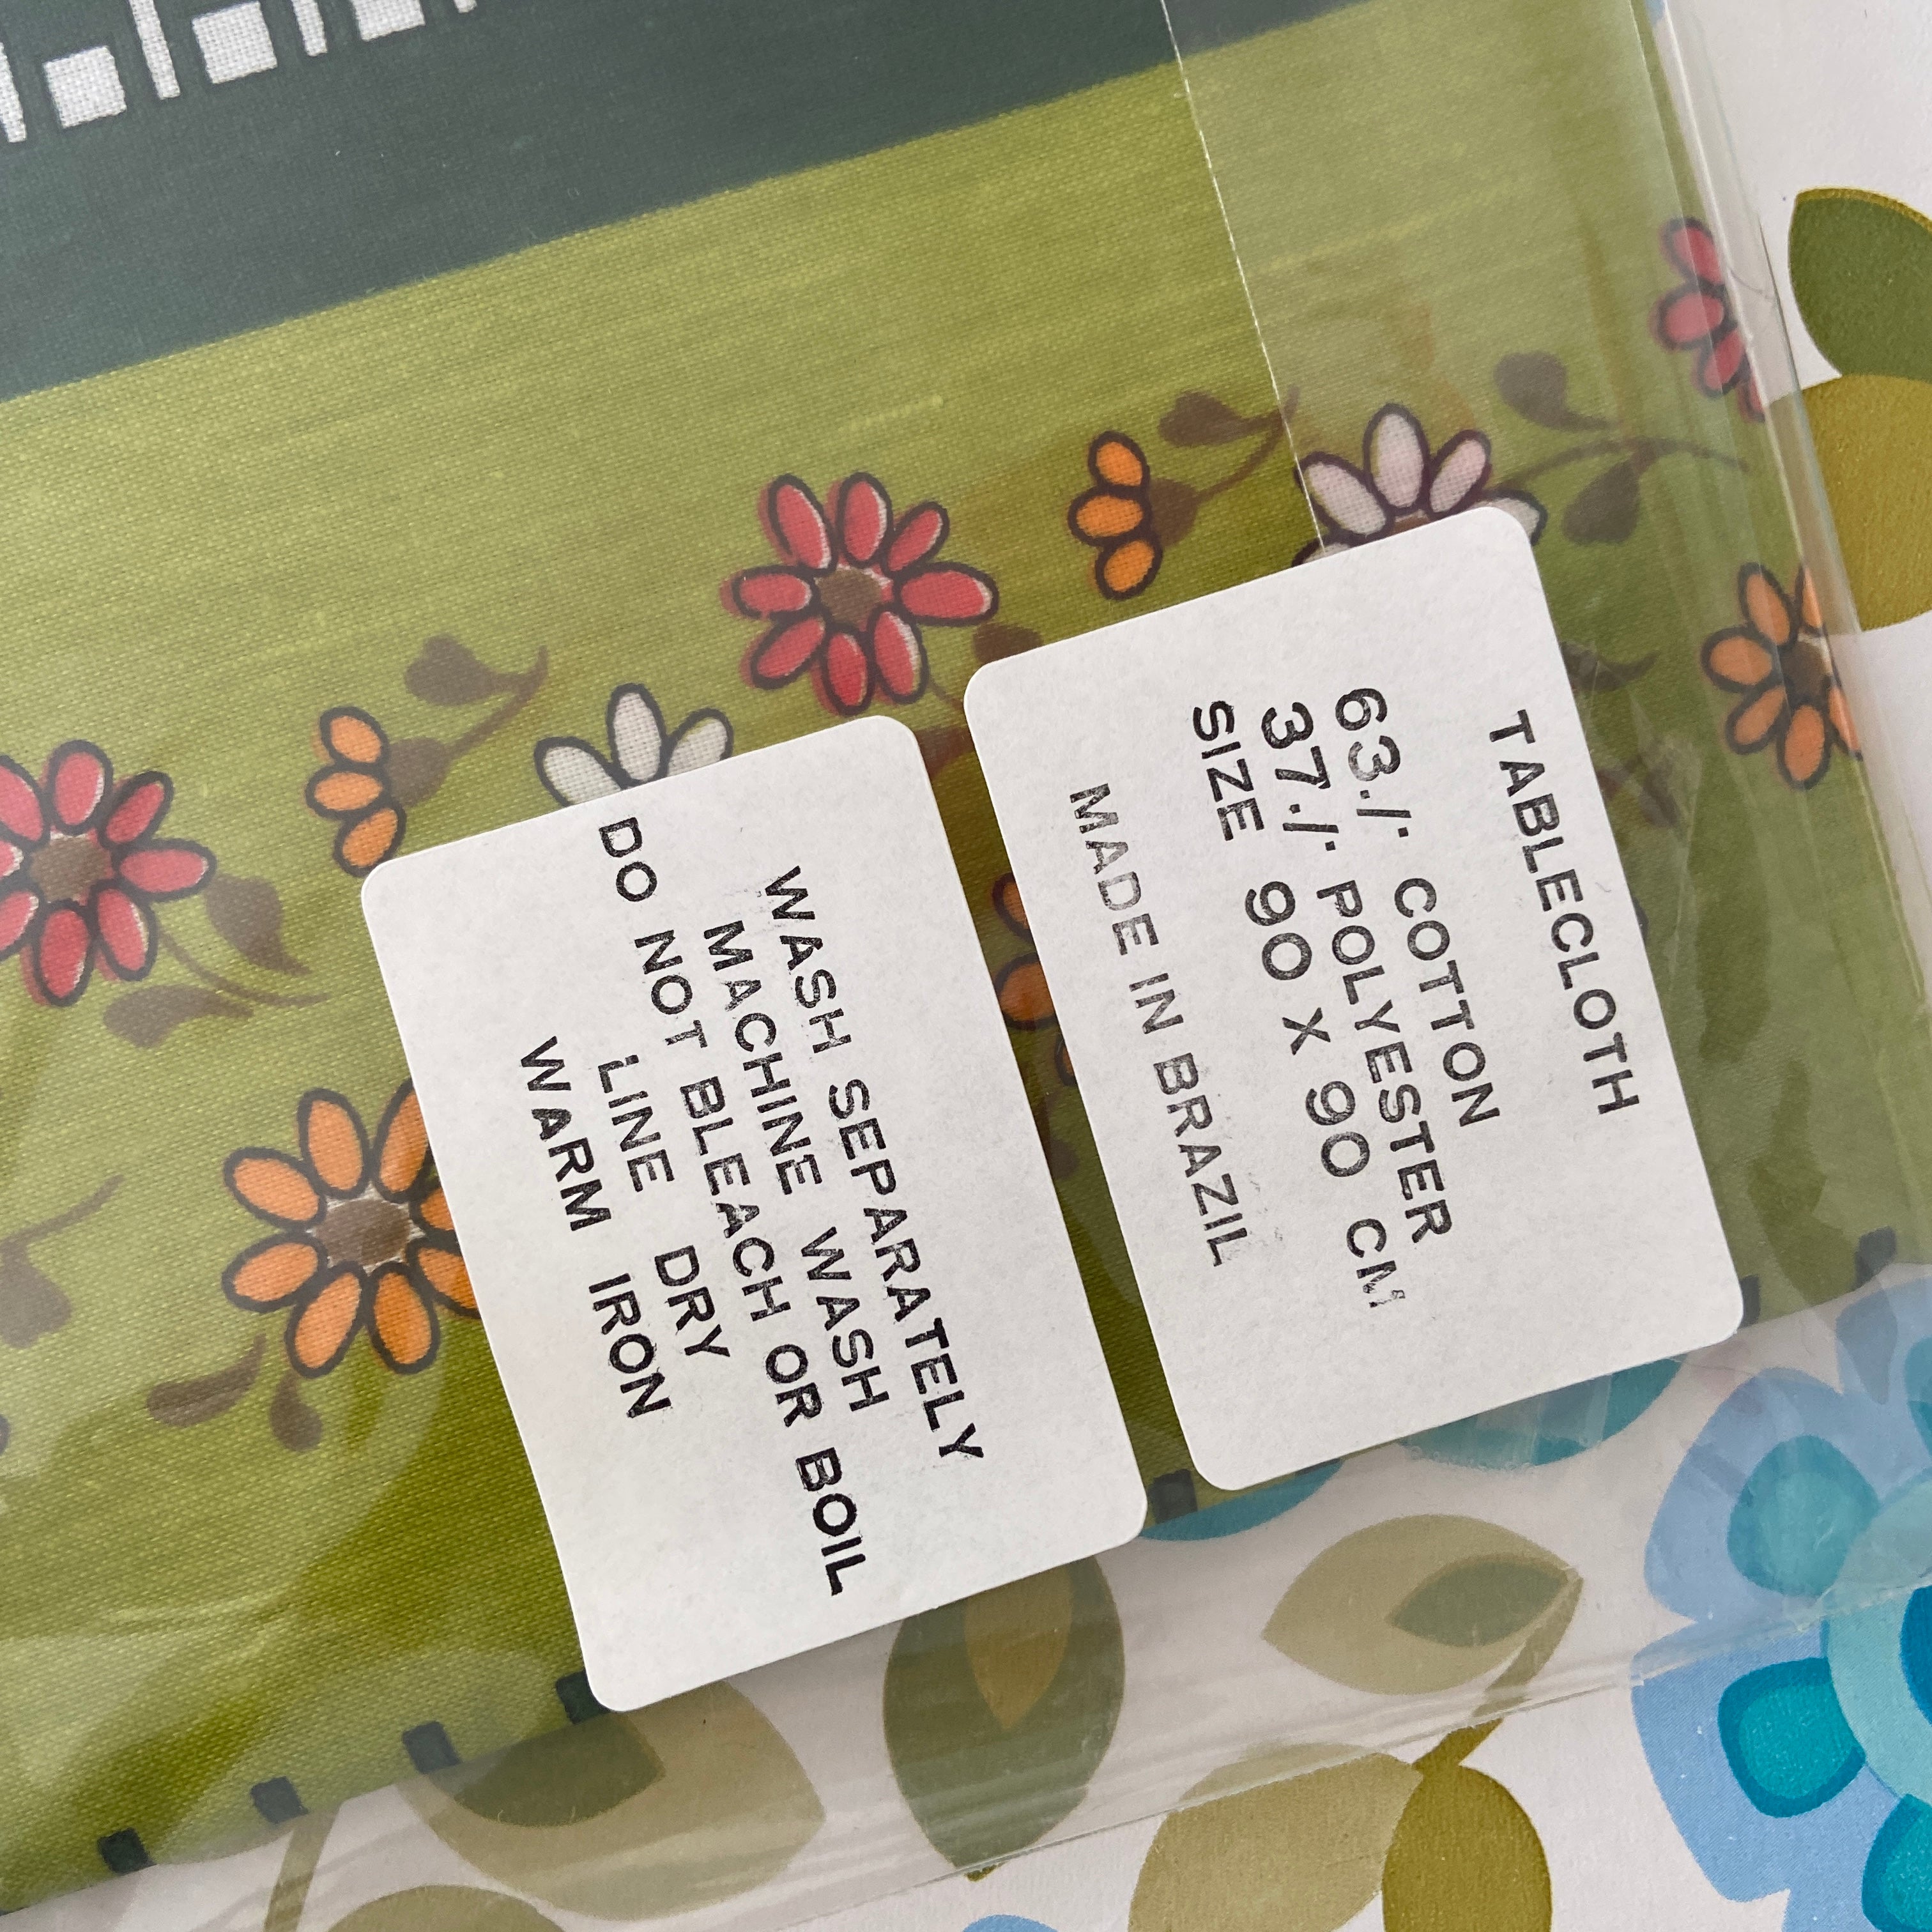 TABLECLOTH
63./. COTTON
37./. POLYESTER
SIZE 90 X 90 CM
MADE IN BRAZIL
WASH SEPARATELY
MACHINE WASH
DO NOT BLEACH OR BOIL
LINE DRY
WARM IRON